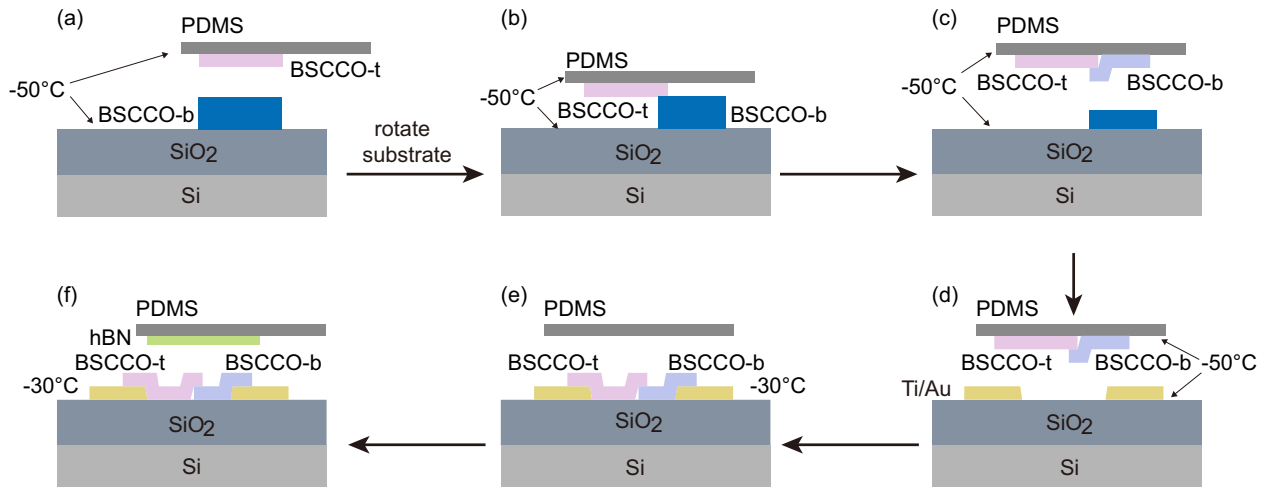 (a)
PDMS
BSCCO-t
-50°C
BSCCO-b
SiO₂
Si
rotate
substrate
(b)
PDMS
-50°C
BSCCO-t
BSCCO-b
SiO₂
Si
(c)
PDMS
BSCCO-t
BSCCO-b
-50°C
SiO₂
Si
(f)
PDMS
hBN
BSCCO-t
BSCCO-b
-30°C
SiO₂
Si
(e)
PDMS
BSCCO-t
BSCCO-b
-30°C
SiO₂
Si
(d)
PDMS
BSCCO-t
BSCCO-b
-50°C
Ti/Au
SiO₂
Si